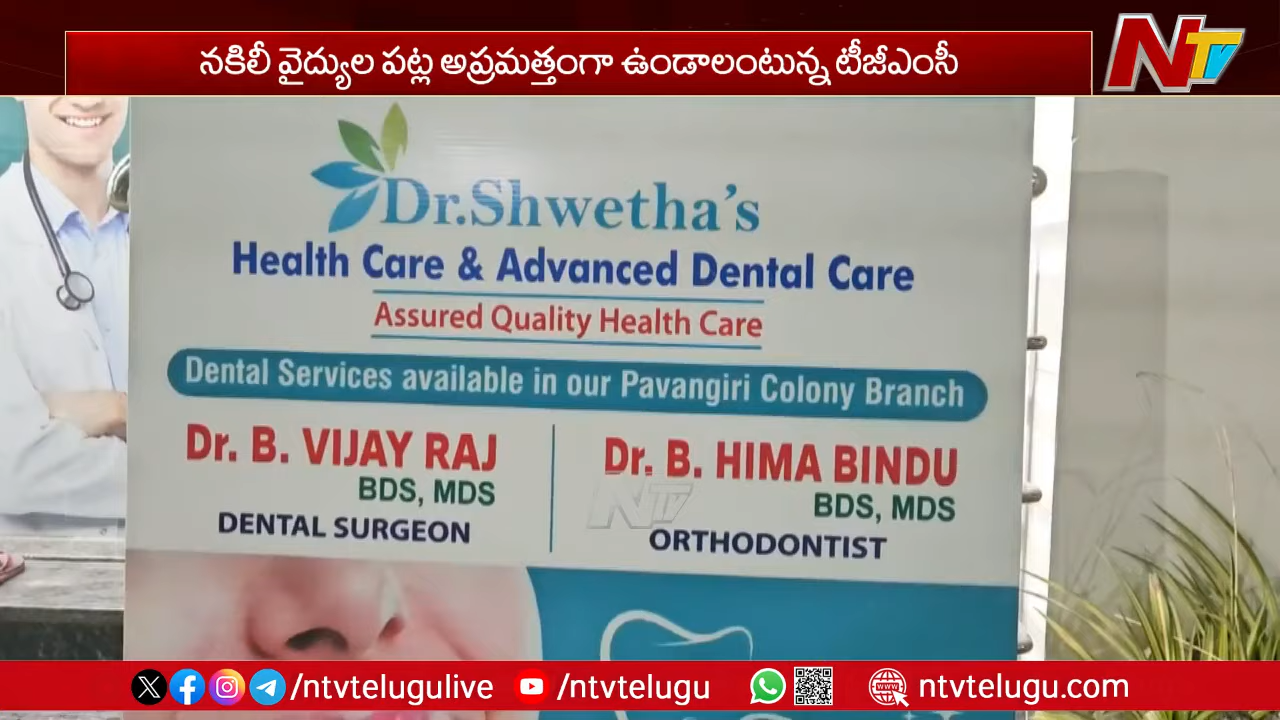 నకిలీ వైద్యుల పట్ల అప్రమత్తంగా ఉండాలంటున్న టీజీఎంసీ
NTV
Dr.Shwetha's
Health Care & Advanced Dental Care
Assured Quality Health Care
Dental Services available in our Pavangiri Colony Branch
Dr. B. VIJAY RAJ
BDS, MDS
DENTAL SURGEON
Dr. B. HIMA BINDU
BDS, MDS
ORTHODONTIST
NTV
/ntvtelugulive
/ntvtelugu
WWW
ntvtelugu.com